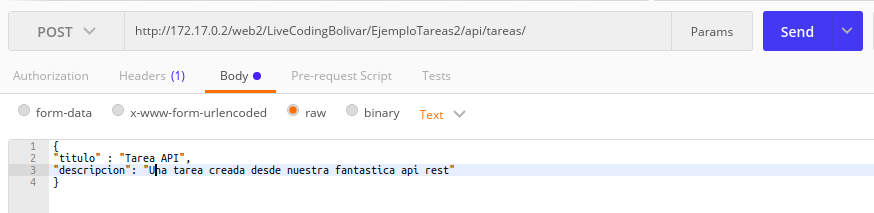 POST http://172.17.0.2/web2/LiveCodingBolivar/EjemploTareas2/api/tareas/ Params Send
Authorization Headers (1) Body Pre-request Script Tests
form-data x-www-form-urlencoded raw binary Text
1 {
2 "titulo" : "Tarea API",
3 "descripcion": "Una tarea creada desde nuestra fantastica api rest"
4 }